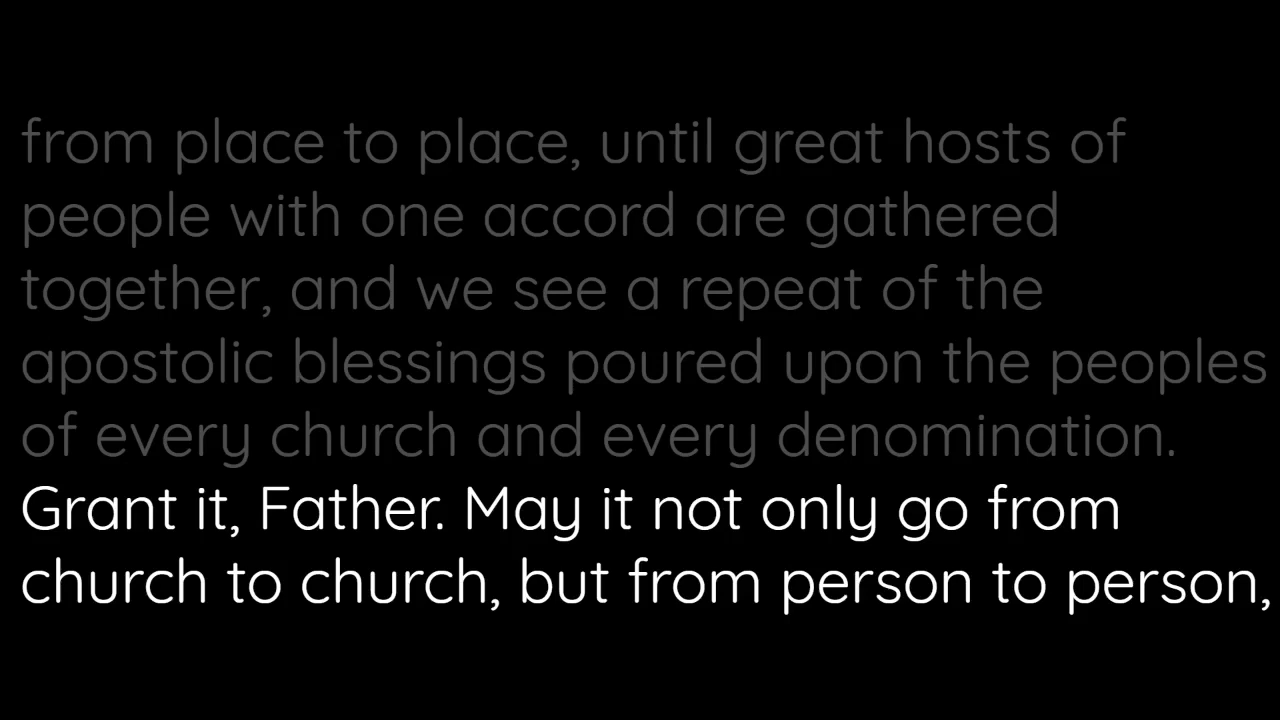 from place to place, until great hosts of
people with one accord are gathered
together, and we see a repeat of the
apostolic blessings poured upon the peoples
of every church and every denomination.
Grant it, Father. May it not only go from
church to church, but from person to person,